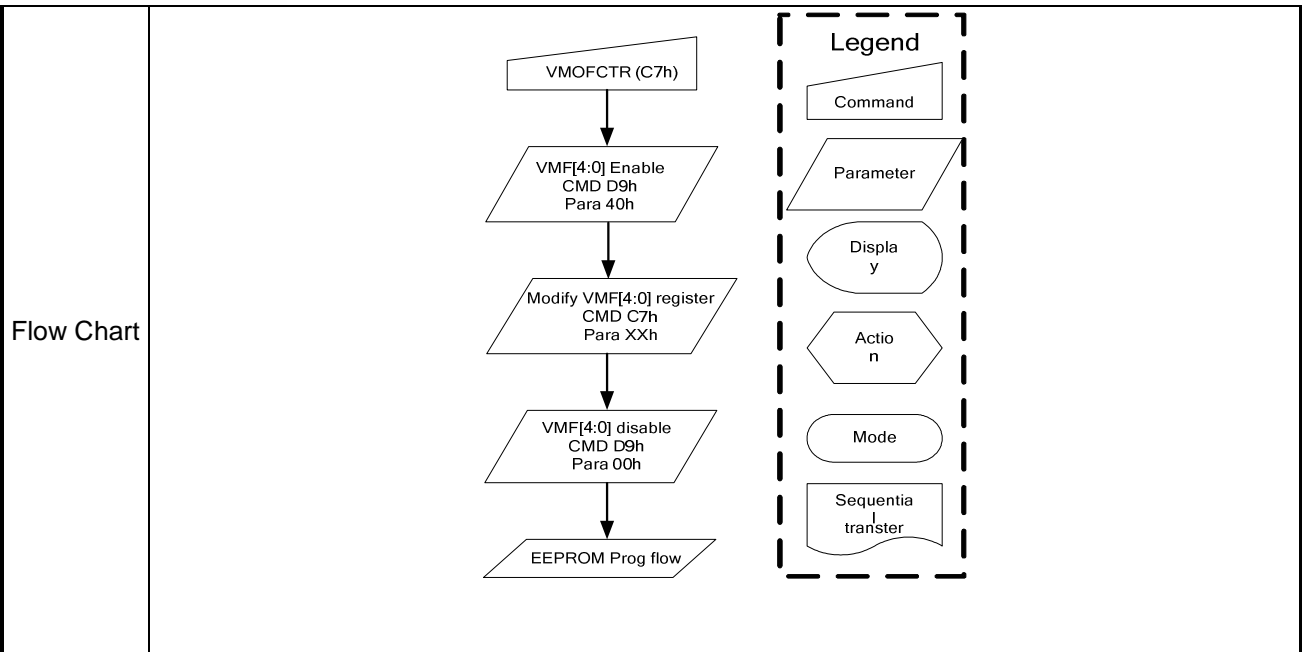 Flow Chart
VMOFCTR (C7h)
VMF[4:0] Enable
CMD D9h
Para 40h
Modify VMF[4:0] register
CMD C7h
Para XXh
VMF[4:0] disable
CMD D9h
Para 00h
EEPROM Prog flow
Legend
Command
Parameter
Displa
y
Actio
n
Mode
Sequentia
l
transter